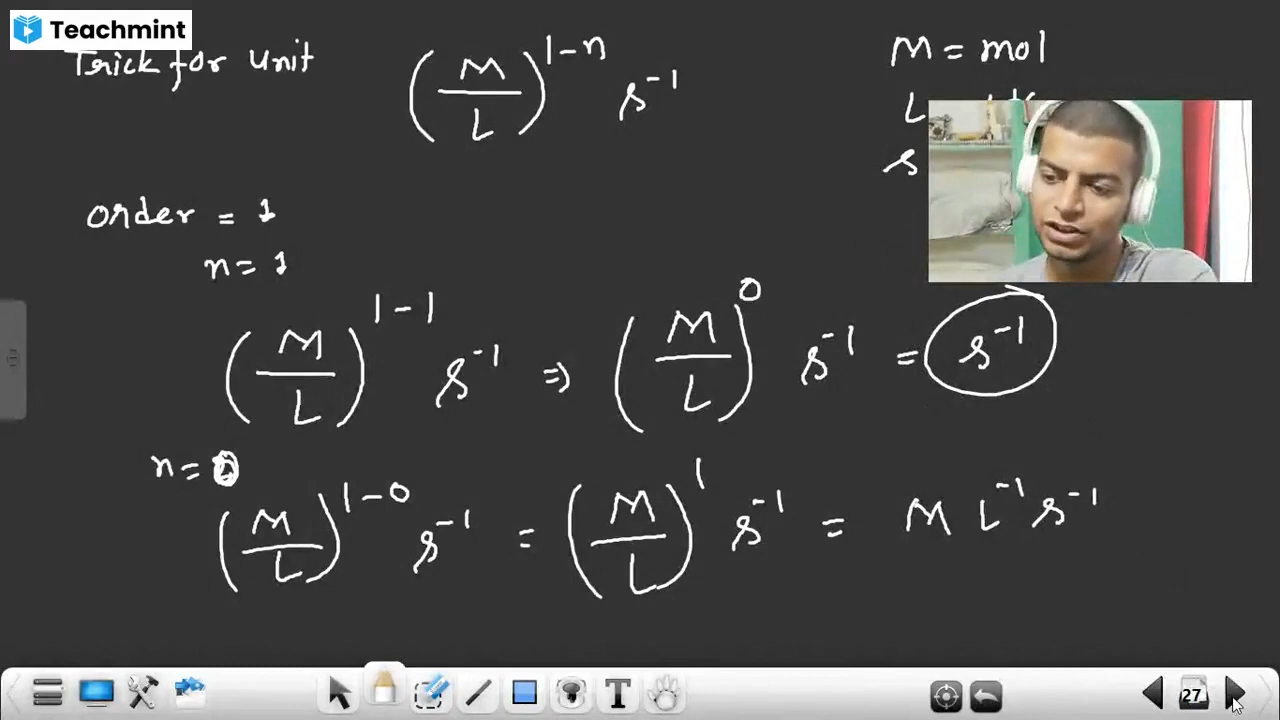 Teachmint
Trick for Unit (M/L)^{1-n} s^{-1} M = mol
L
s
order = 1
n = 1
(M/L)^{1-1} s^{-1} ⇒ (M/L)^{0} s^{-1} = s^{-1}
n = 0
(M/L)^{1-0} s^{-1} = (M/L)^{1} s^{-1} = M L^{-1} s^{-1}
T
27